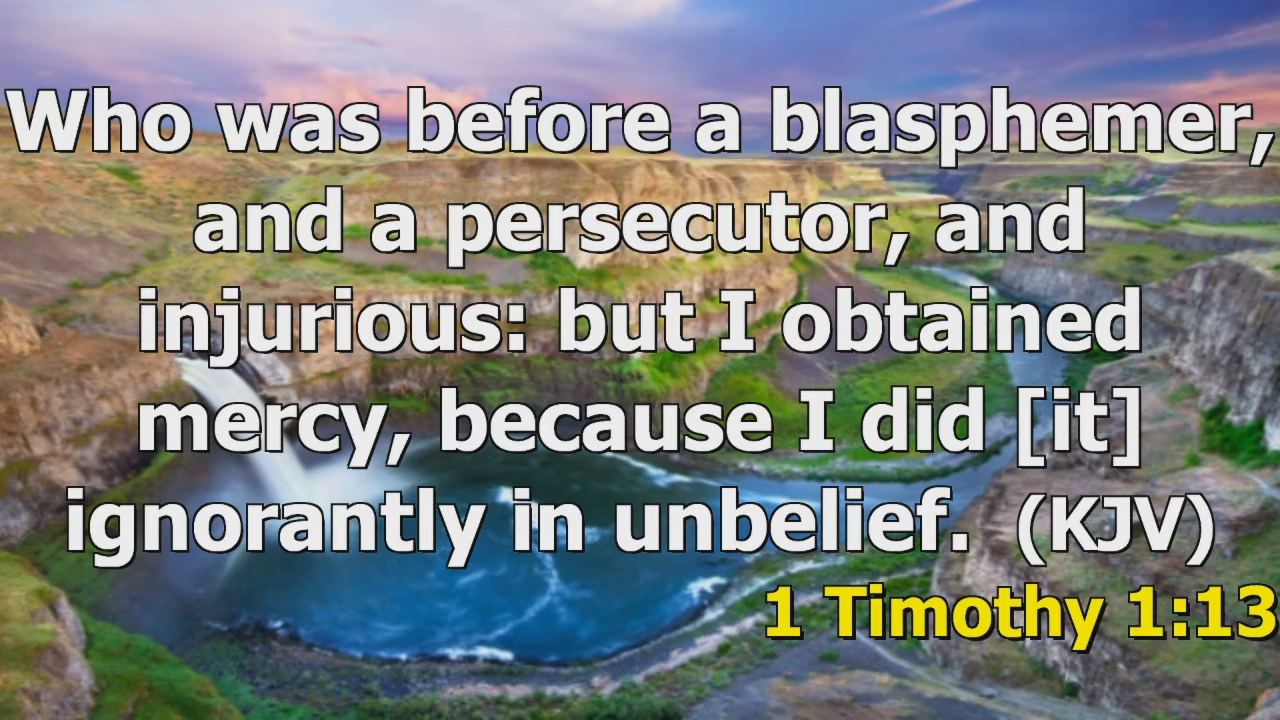 Who was before a blasphemer,
and a persecutor, and
injurious: but I obtained
mercy, because I did [it]
ignorantly in unbelief. (KJV)
1 Timothy 1:13